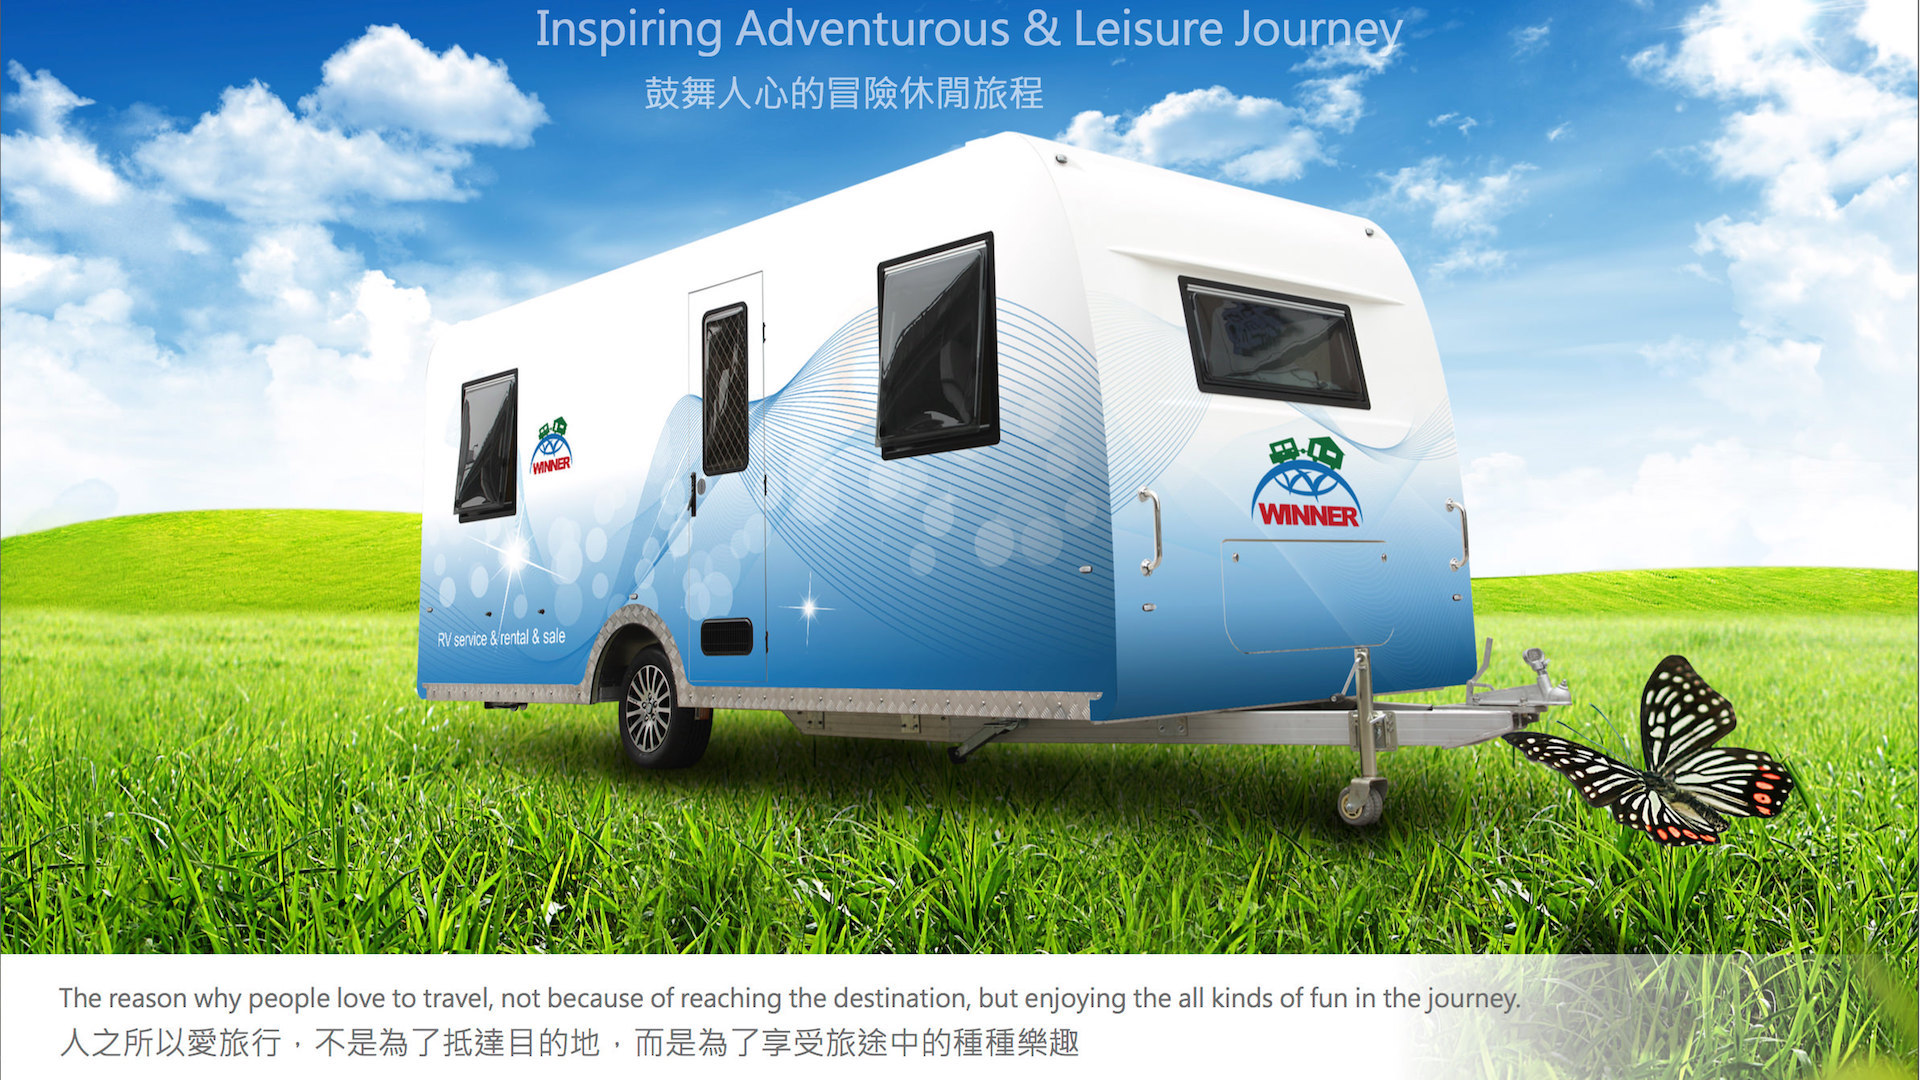 Inspiring Adventurous & Leisure Journey
鼓舞人心的冒險休閒旅程
WINNER
WINNER
RV service & rental & sale
The reason why people love to travel, not because of reaching the destination, but enjoying the all kinds of fun in the journey.
人之所以愛旅行，不是為了抵達目的地，而是為了享受旅途中的種種樂趣